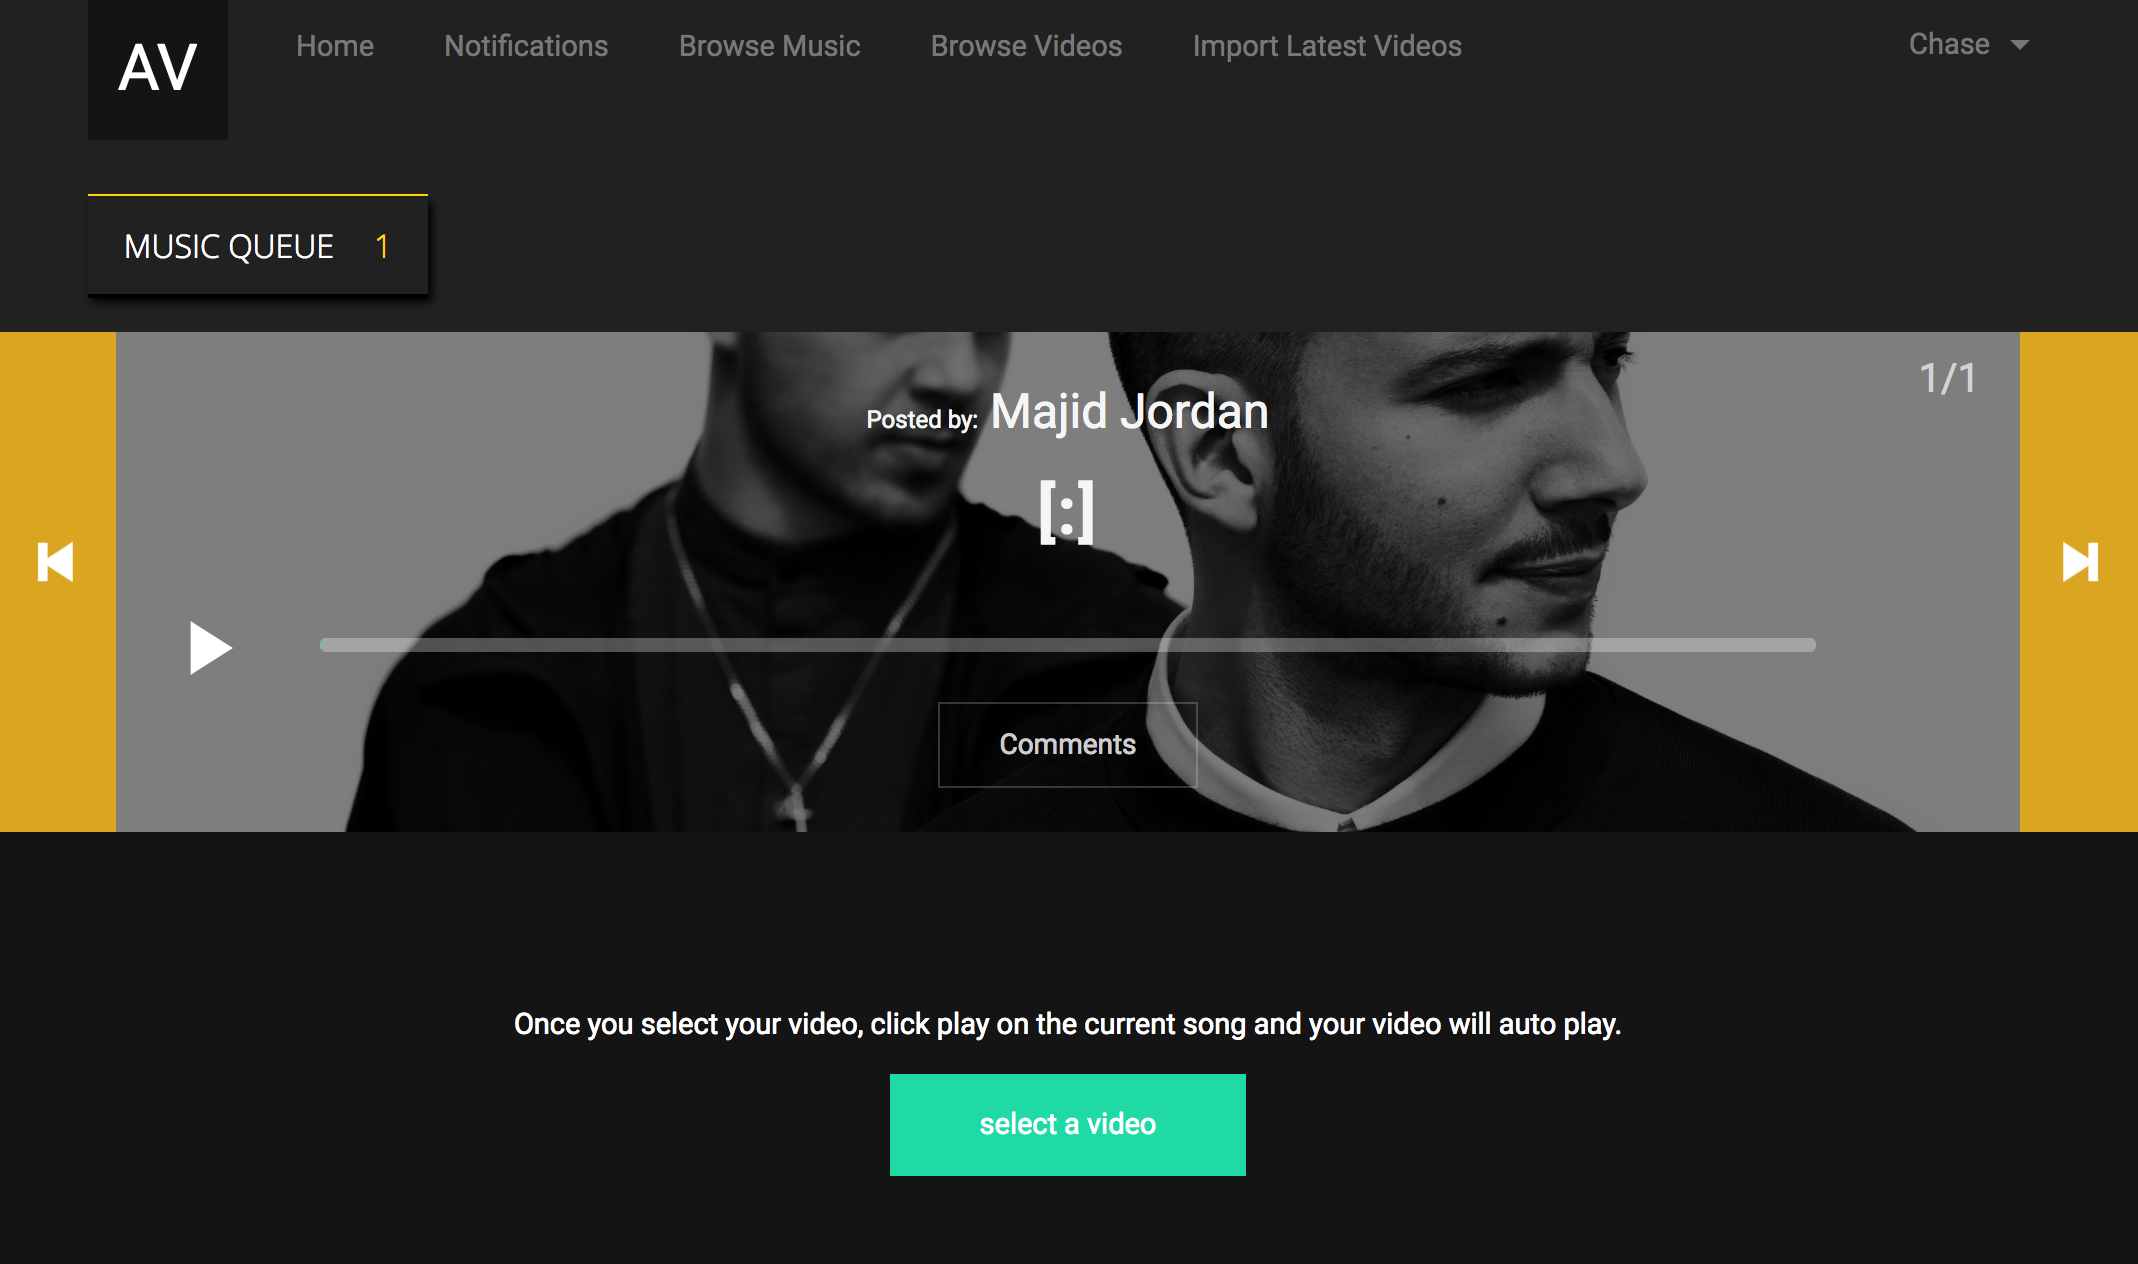 AV
Home Notifications Browse Music Browse Videos Import Latest Videos Chase
MUSIC QUEUE 1
1/1
Posted by: Majid Jordan
[:]
Comments
Once you select your video, click play on the current song and your video will auto play.
select a video